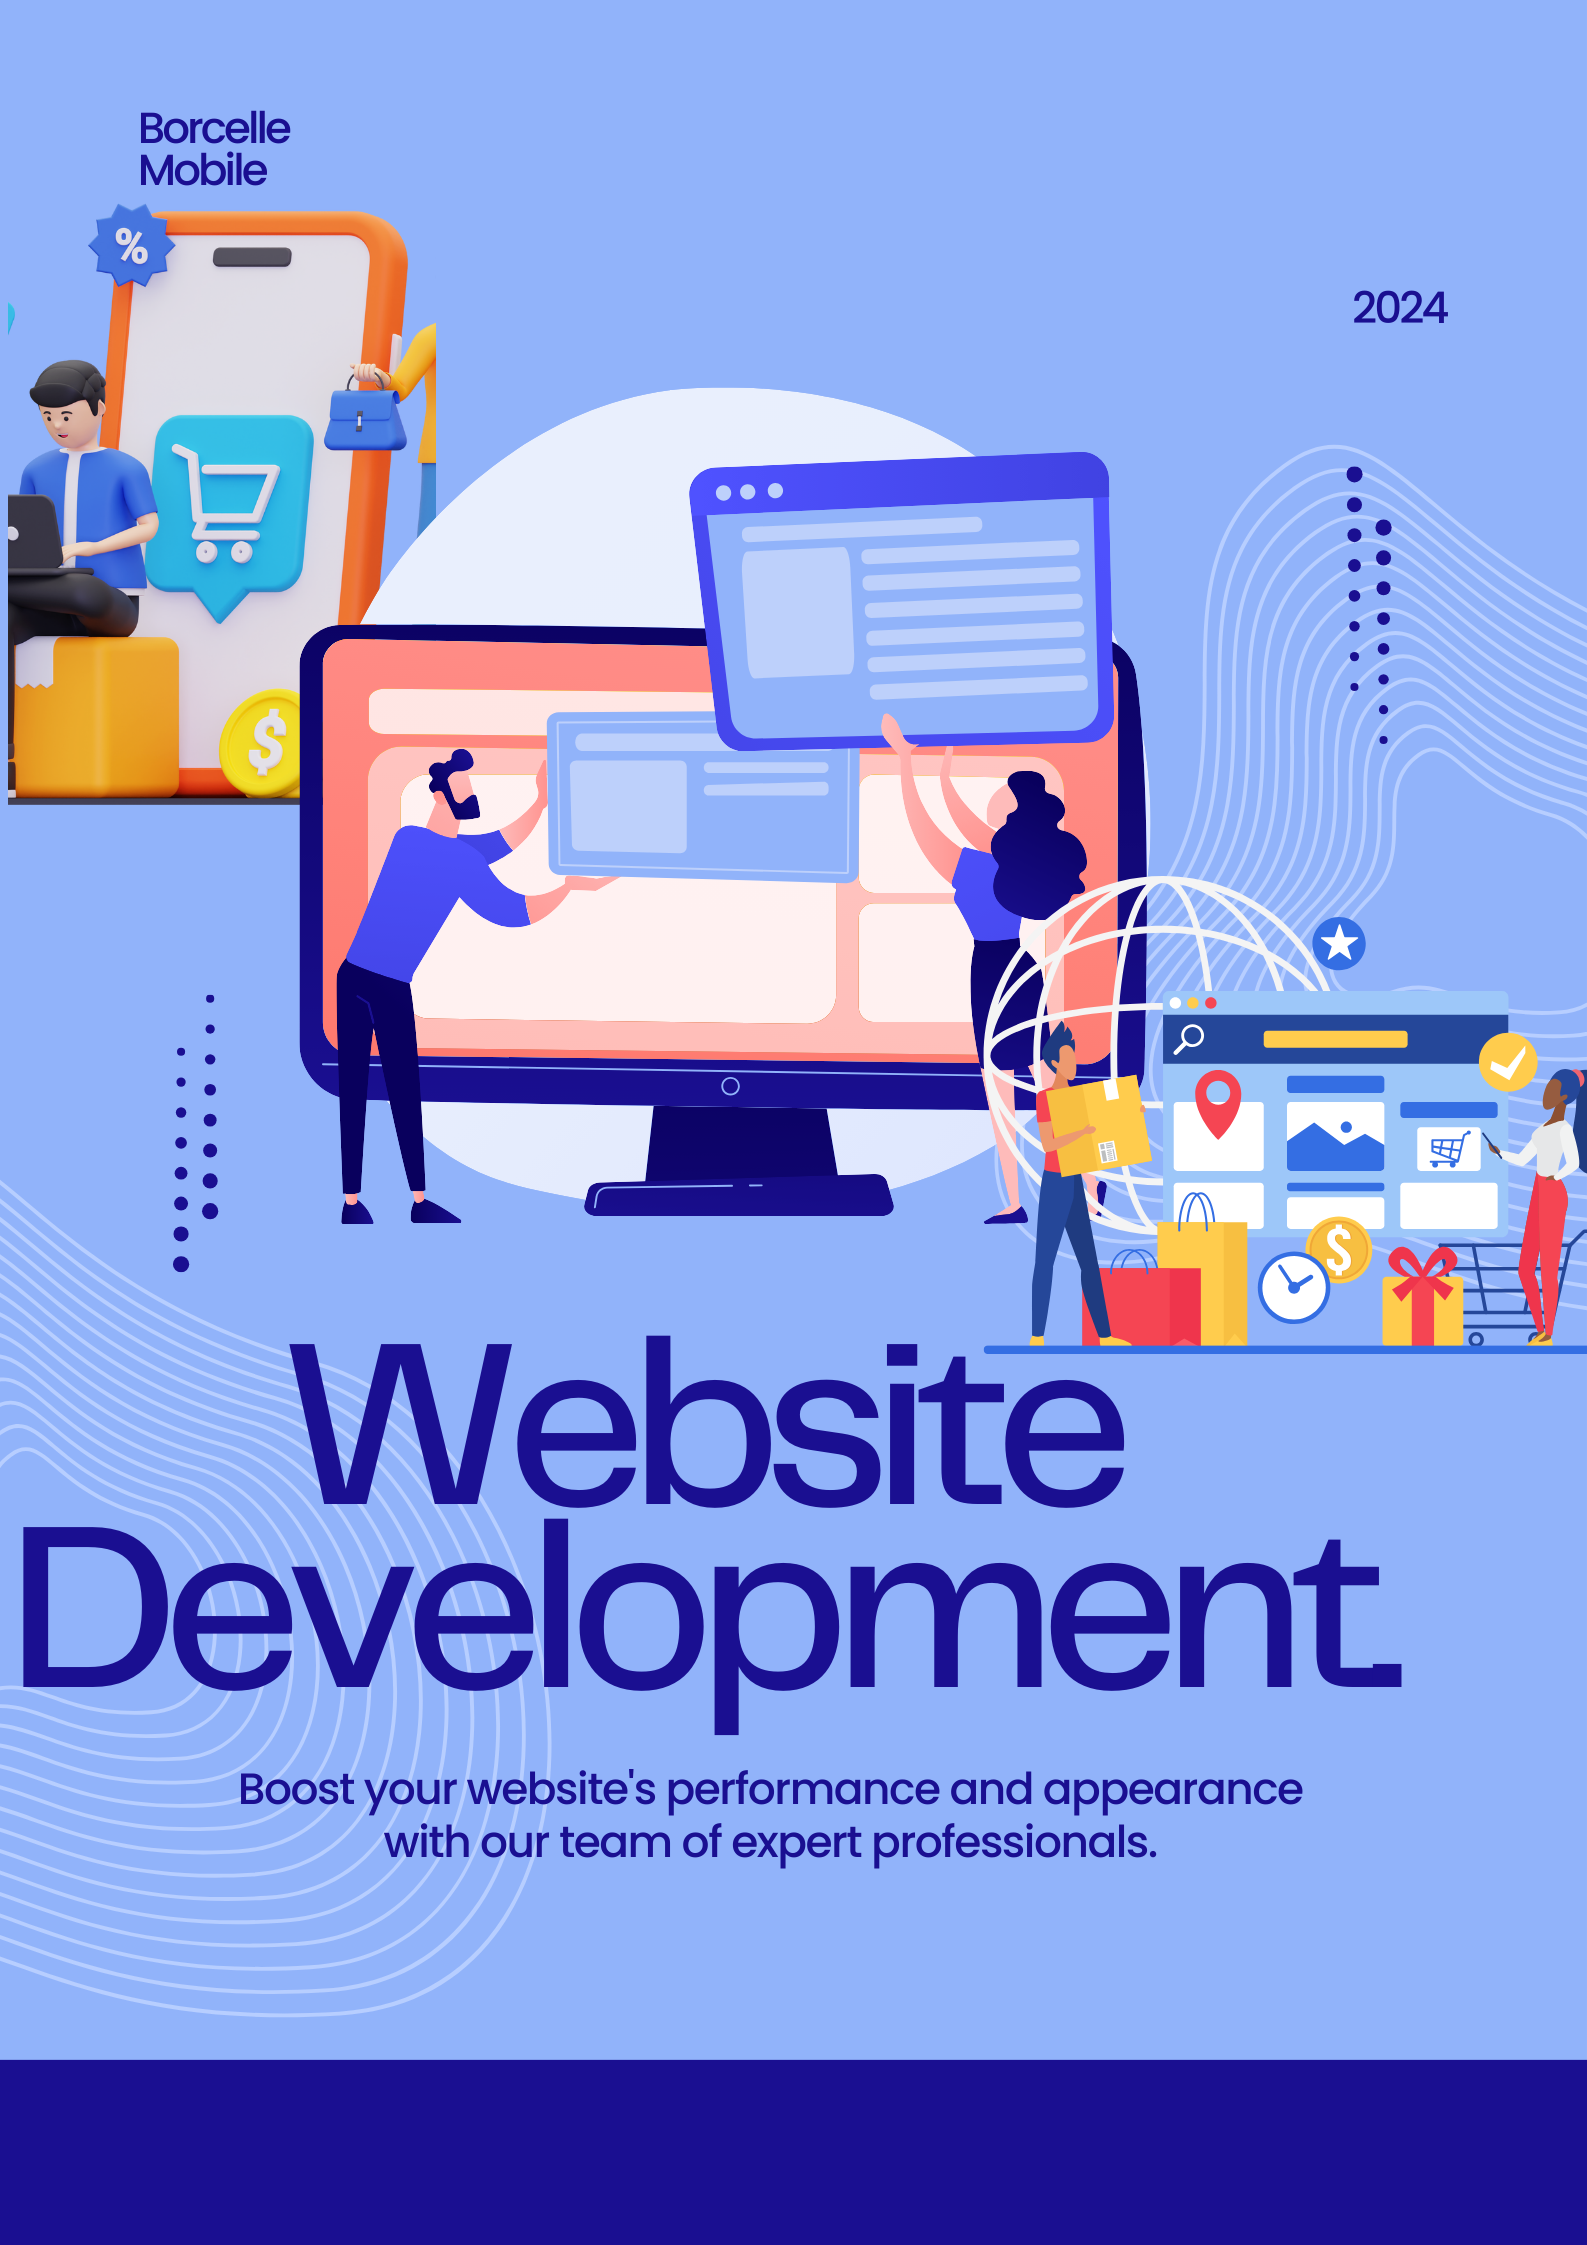 Borcelle
Mobile
%
2024
$
$
Website
Development.
Boost your website's performance and appearance
with our team of expert professionals.